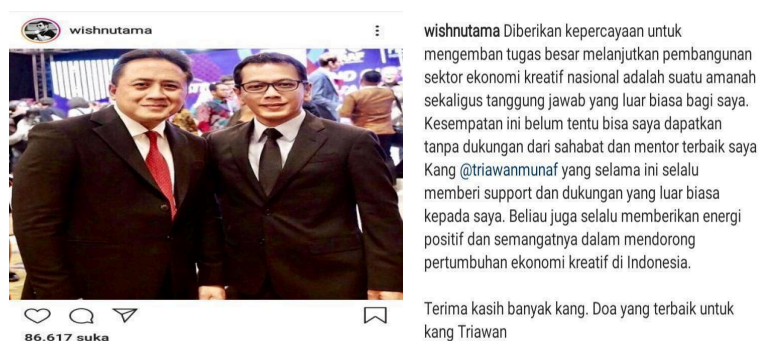 wishnutama
86.617 suka
wishnutama Diberikan kepercayaan untuk
mengemban tugas besar melanjutkan pembangunan
sektor ekonomi kreatif nasional adalah suatu amanah
sekaligus tanggung jawab yang luar biasa bagi saya.
Kesempatan ini belum tentu bisa saya dapatkan
tanpa dukungan dari sahabat dan mentor terbaik saya
Kang @triawanmunaf yang selama ini selalu
memberi support dan dukungan yang luar biasa
kepada saya. Beliau juga selalu memberikan energi
positif dan semangatnya dalam mendorong
pertumbuhan ekonomi kreatif di Indonesia.
Terima kasih banyak kang. Doa yang terbaik untuk
kang Triawan